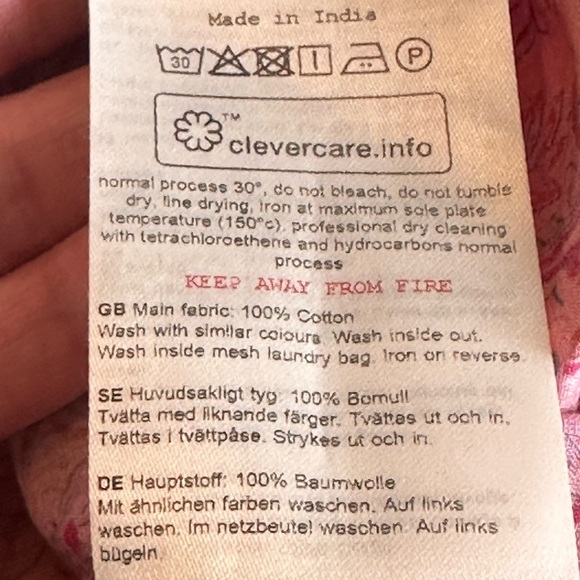 Made in India
30 P
TM
clevercare.info
normal process 30°, do not bleach, do not tumble
dry, line drying, iron at maximum sole plate
temperature (150°c), professional dry cleaning
with tetrachloroethene and hydrocarbons normal
process
KEEP AWAY FROM FIRE
GB Main fabric: 100% Cotton
Wash with similar colours. Wash inside out.
Wash inside mesh laundry bag. Iron on reverse.
SE Huvudsakligt tyg: 100% Bomull
Tvätta med liknande färger. Tvättas ut och in.
Tvättas i tvättpåse. Strykes ut och in.
DE Hauptstoff: 100% Baumwolle
Mit ähnlichen farben waschen. Auf links
waschen. Im netzbeutel waschen. Auf links
bügeln.